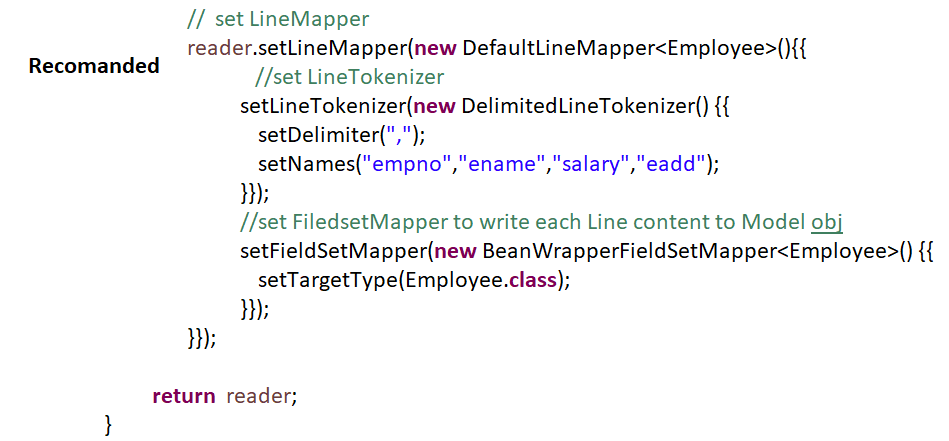 // set LineMapper
reader.setLineMapper(new DefaultLineMapper<Employee>(){{
Recomanded
//set LineTokenizer
setLineTokenizer(new DelimitedLineTokenizer() {{
setDelimiter(",");
setNames("empno","ename","salary","eadd");
}});
//set FiledsetMapper to write each Line content to Model obj
setFieldSetMapper(new BeanWrapperFieldSetMapper<Employee>() {{
setTargetType(Employee.class);
}});
}});
return reader;
}